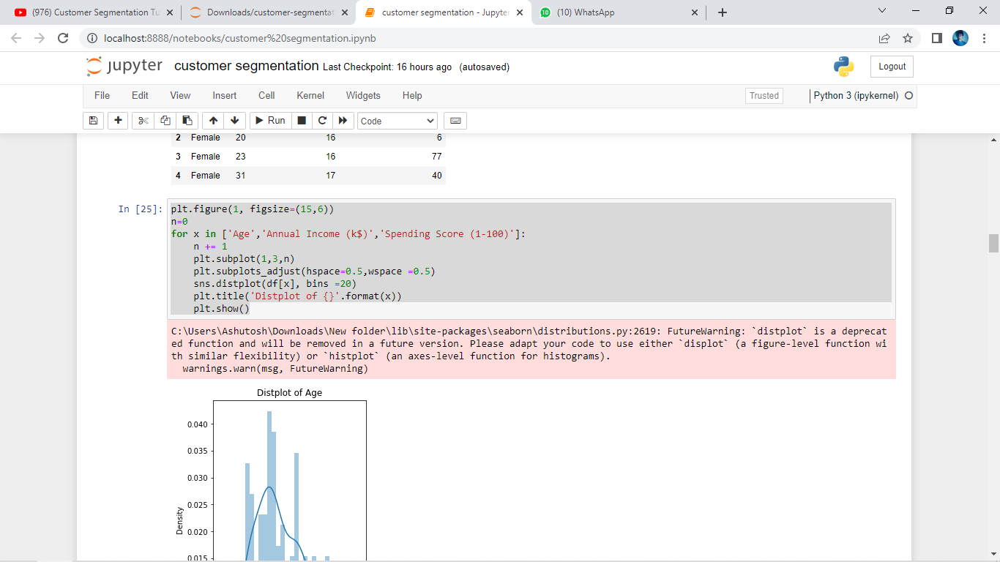 (976) Customer Segmentation Tu
Downloads/customer-segmentat
customer segmentation - Jupyter
10
(10) WhatsApp
localhost:8888/notebooks/customer%20segmentation.ipynb
jupyter
customer segmentation Last Checkpoint: 16 hours ago (autosaved)
Logout
File Edit View Insert Cell Kernel Widgets Help
Trusted
Python 3 (ipykernel)
Run
Code
2 Female 20 16 6
3 Female 23 16 77
4 Female 31 17 40
In [25]:
plt.figure(1, figsize=(15,6))
n=0
for x in ['Age','Annual Income (k$)','Spending Score (1-100)']:
    n += 1
    plt.subplot(1,3,n)
    plt.subplots_adjust(hspace=0.5,wspace =0.5)
    sns.distplot(df[x], bins =20)
    plt.title('Distplot of {}'.format(x))
    plt.show()
C:\Users\Ashutosh\Downloads\New folder\lib\site-packages\seaborn\distributions.py:2619: FutureWarning: `distplot` is a deprecat
ed function and will be removed in a future version. Please adapt your code to use either `displot` (a figure-level function wi
th similar flexibility) or `histplot` (an axes-level function for histograms).
  warnings.warn(msg, FutureWarning)
Distplot of Age
0.040
0.035
0.030
0.025
0.020
0.015
Density